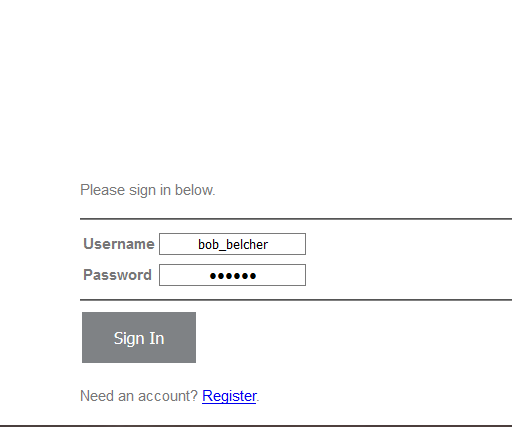 Please sign in below.
Username bob_belcher
Password ●●●●●●
Sign In
Need an account? Register.